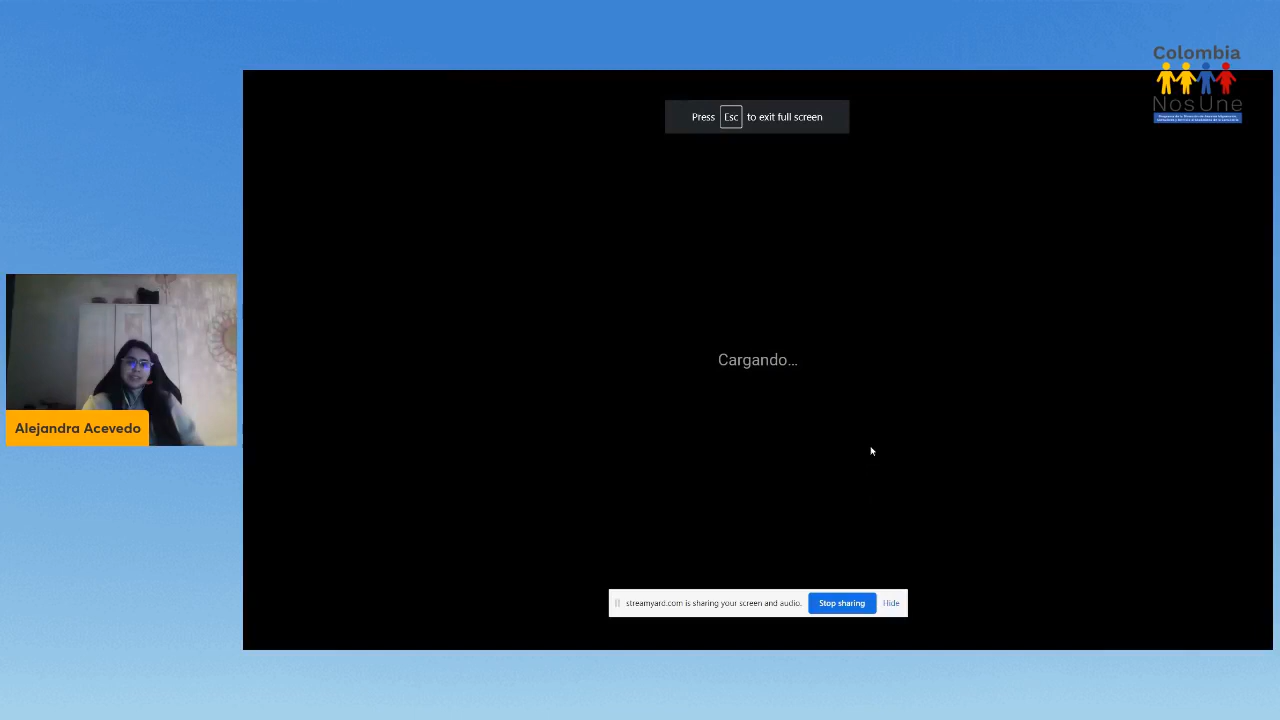 Colombia
NosUne
Press Esc to exit full screen
Cargando...
Alejandra Acevedo
streamyard.com is sharing your screen and audio. Stop sharing Hide